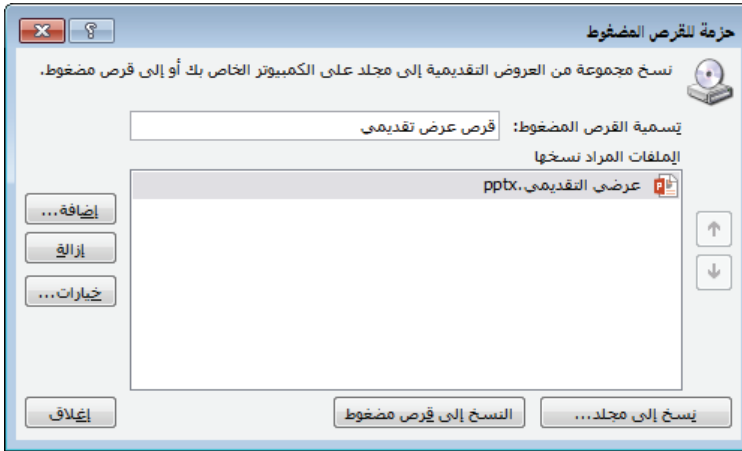 حزمة للقرص المضغوط
نسخ مجموعة من العروض التقديمية إلى مجلد على الكمبيوتر الخاص بك أو إلى قرص مضغوط.
تسمية القرص المضغوط: قرص عرض تقديمي
الملفات المراد نسخها
عرضي التقديمي.pptx
إضافة...
إزالة
خيارات...
نسخ إلى مجلد... النسخ إلى قرص مضغوط إغلاق